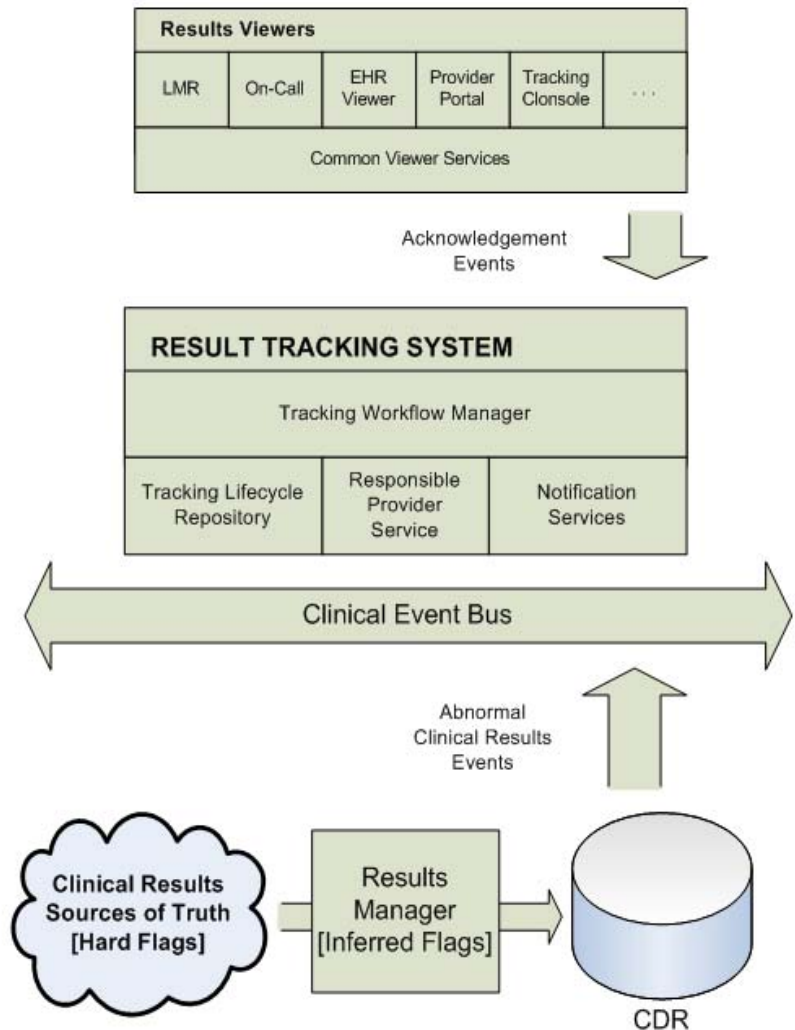 Results Viewers
LMR
On-Call
EHR
Viewer
Provider
Portal
Tracking
Clonsole
. . .
Common Viewer Services
Acknowledgement
Events
RESULT TRACKING SYSTEM
Tracking Workflow Manager
Tracking Lifecycle
Repository
Responsible
Provider
Service
Notification
Services
Clinical Event Bus
Abnormal
Clinical Results
Events
Clinical Results
Sources of Truth
[Hard Flags]
Results
Manager
[Inferred Flags]
CDR